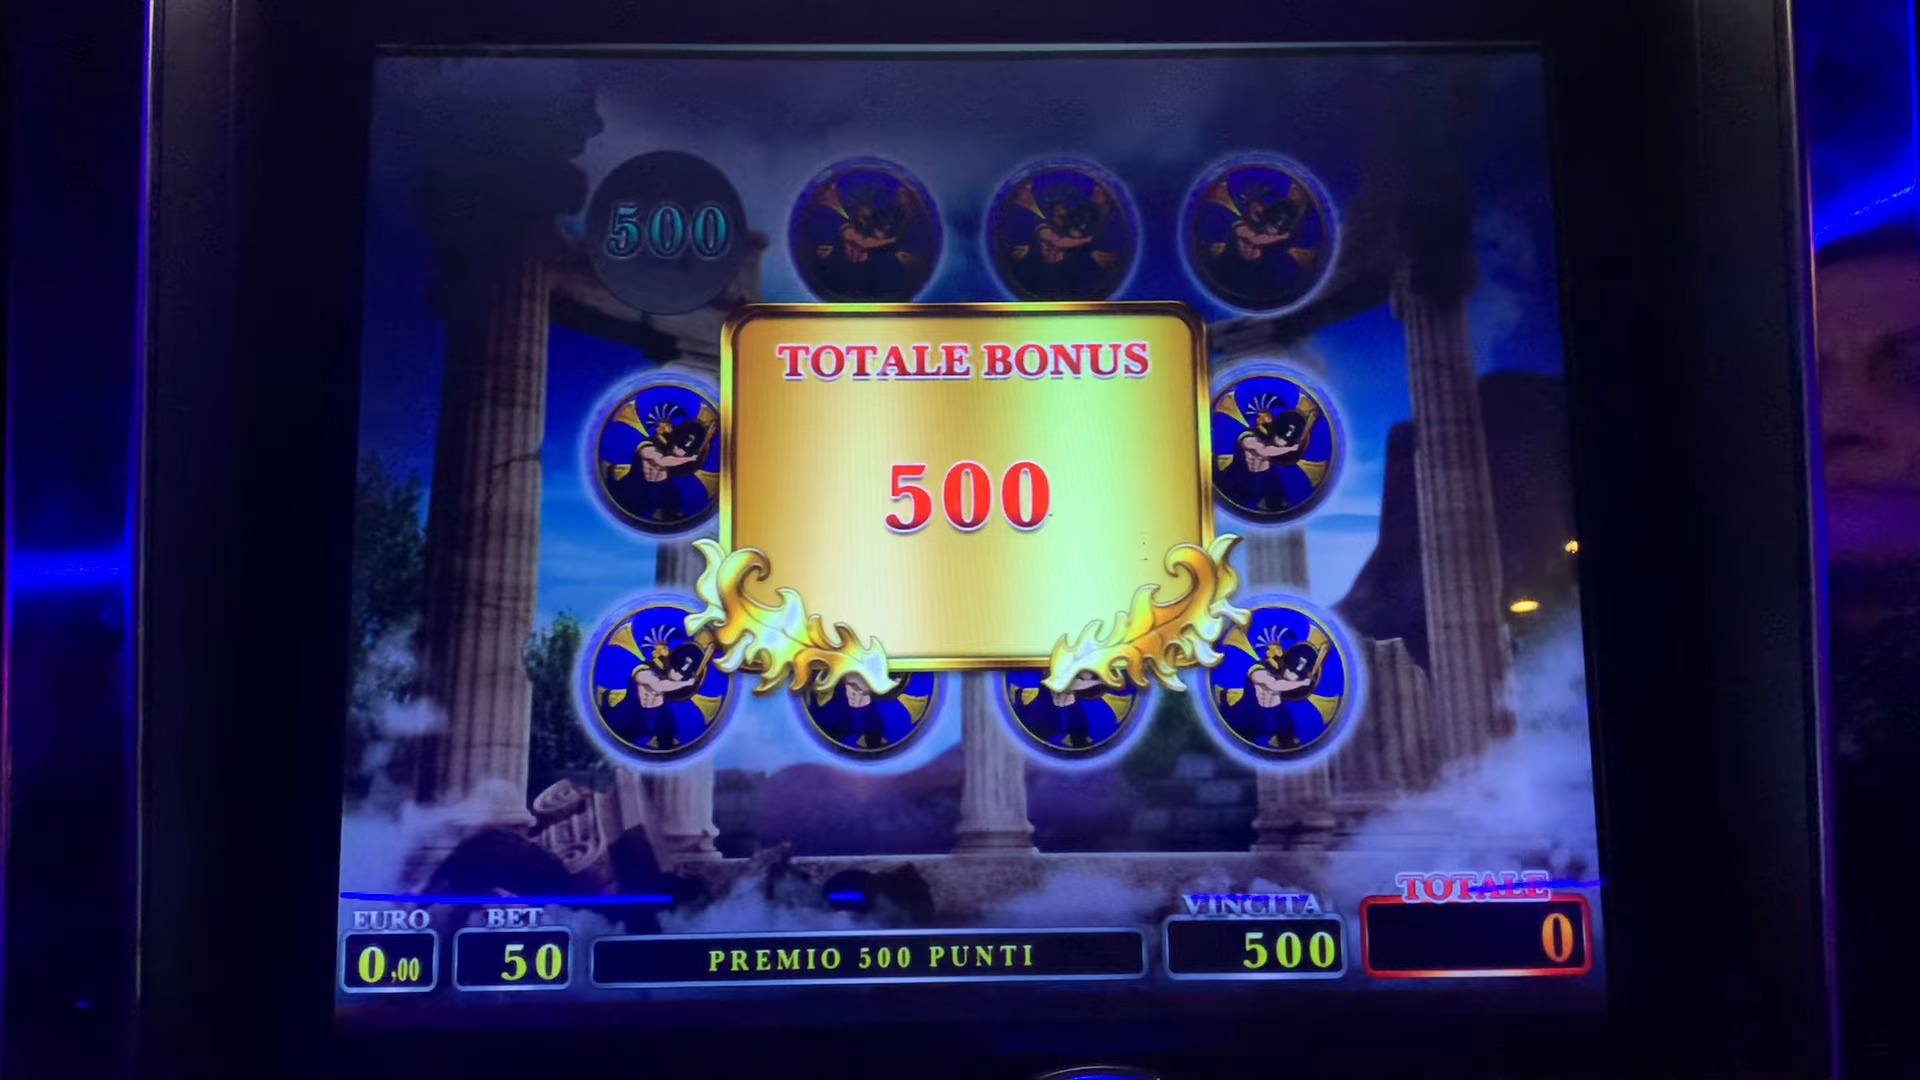 500
TOTALE BONUS
500
EURO
BET
VINCITA
TOTALE
0,00
50
PREMIO 500 PUNTI
500
0